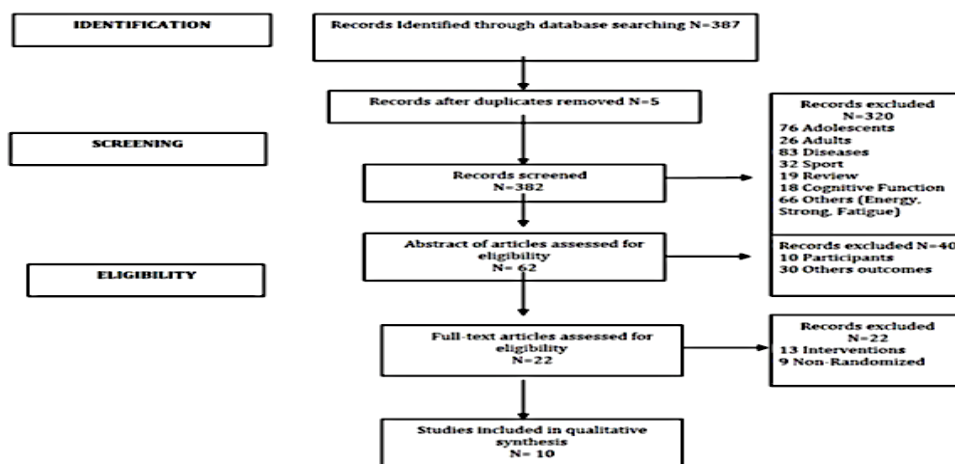 IDENTIFICATION
Records Identified through database searching N=387
Records after duplicates removed N=5
SCREENING
Records screened
N=382
Records excluded
N=320
76 Adolescents
26 Adults
83 Diseases
32 Sport
19 Review
18 Cognitive Function
66 Others (Energy,
Strong, Fatigue)
ELIGIBILITY
Abstract of articles assessed for
eligibility
N= 62
Records excluded N=40
10 Participants
30 Others outcomes
Full-text articles assessed for
eligibility
N=22
Records excluded
N=22
13 Interventions
9 Non-Randomized
Studies included in qualitative
synthesis
N= 10